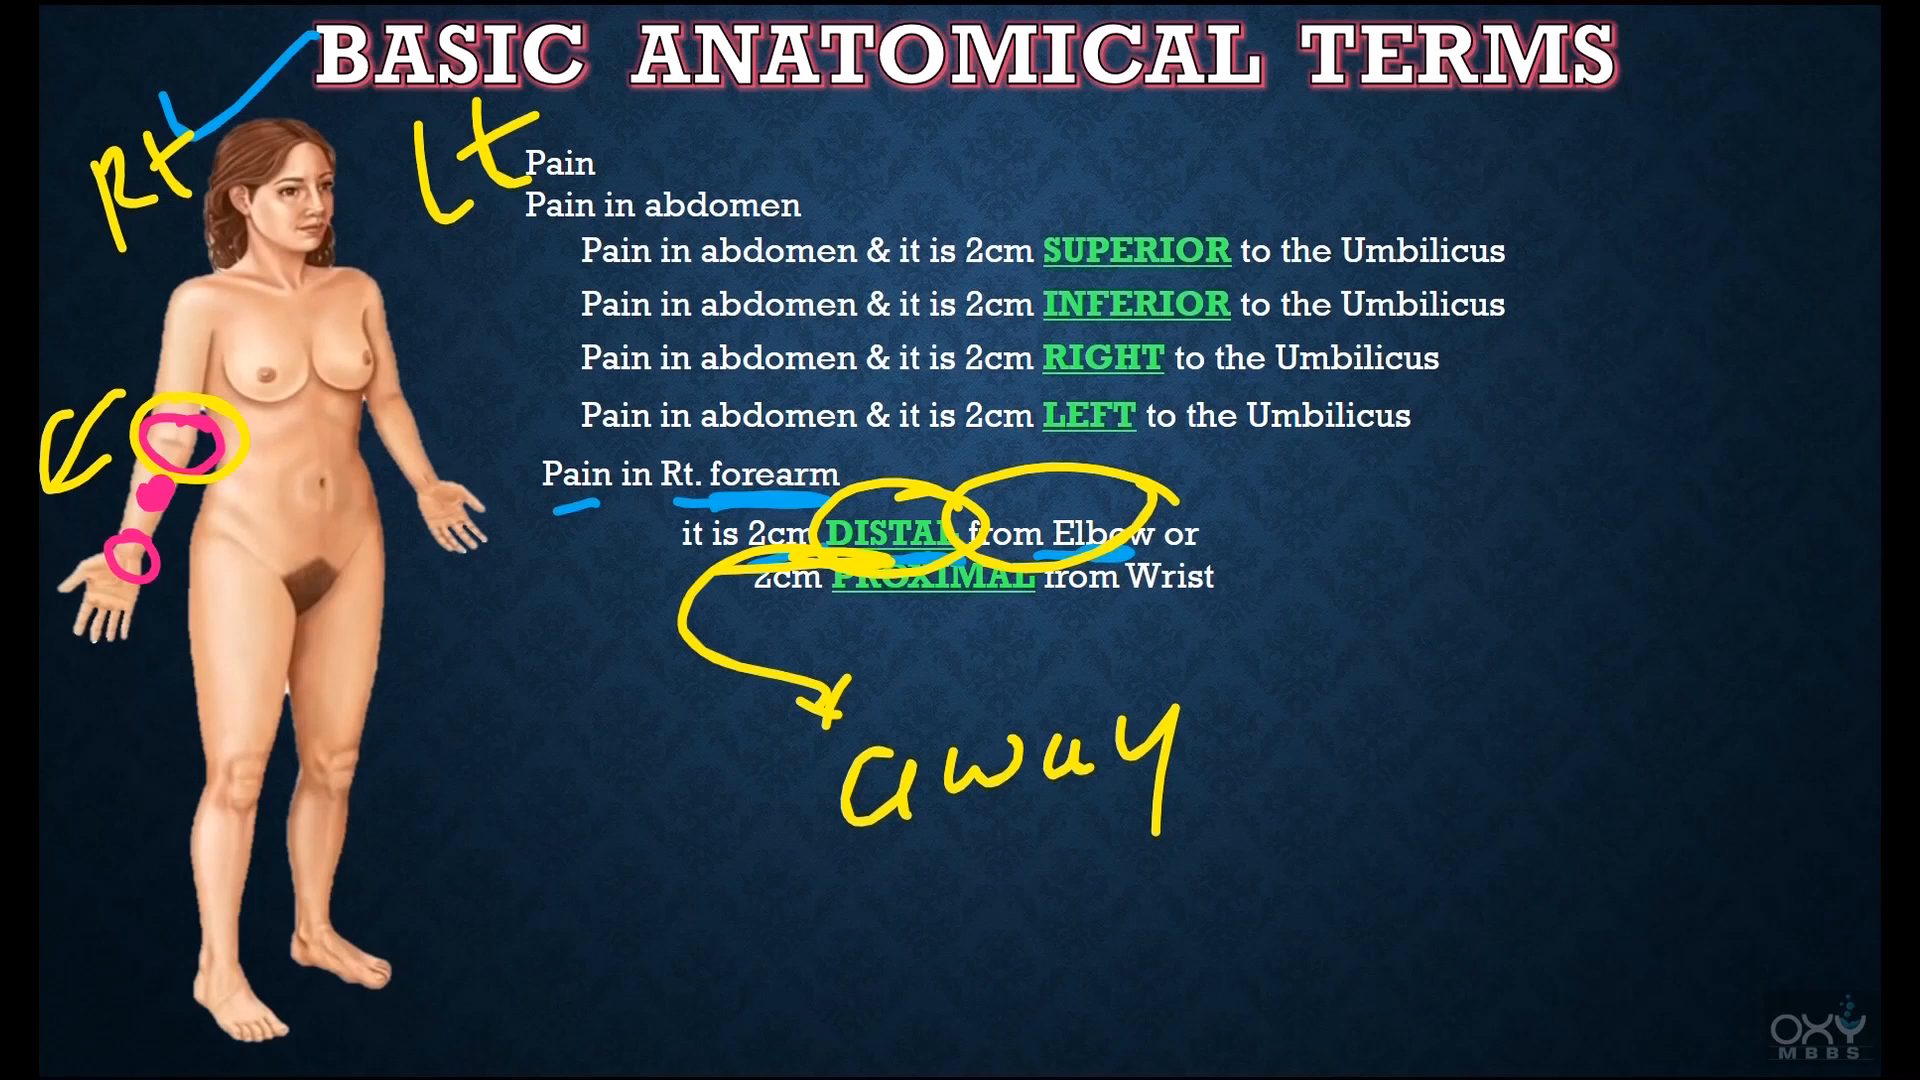 BASIC ANATOMICAL TERMS
Rt
Lt
Pain
Pain in abdomen
Pain in abdomen & it is 2cm SUPERIOR to the Umbilicus
Pain in abdomen & it is 2cm INFERIOR to the Umbilicus
Pain in abdomen & it is 2cm RIGHT to the Umbilicus
Pain in abdomen & it is 2cm LEFT to the Umbilicus
Pain in Rt. forearm
it is 2cm DISTAL from Elbow or
2cm PROXIMAL from Wrist
away
OXY
MBBS